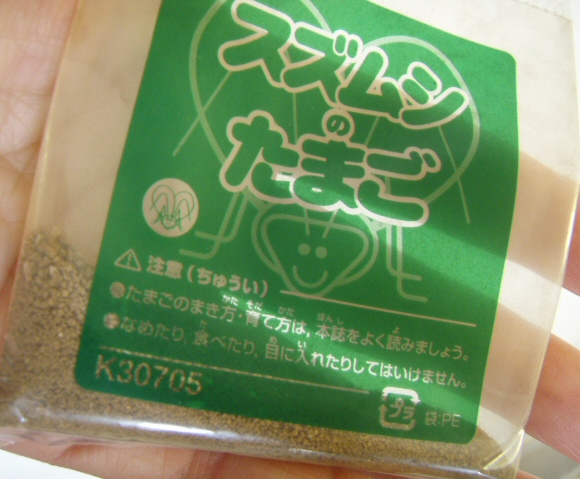 スズムシ
の
たまご
注意(ちゅうい)
●たまごのまき方・育て方は、本誌をよく読みましょう。
●なめたり、食べたり、目に入れたりしてはいけません。
K30705
プラ 袋:PE